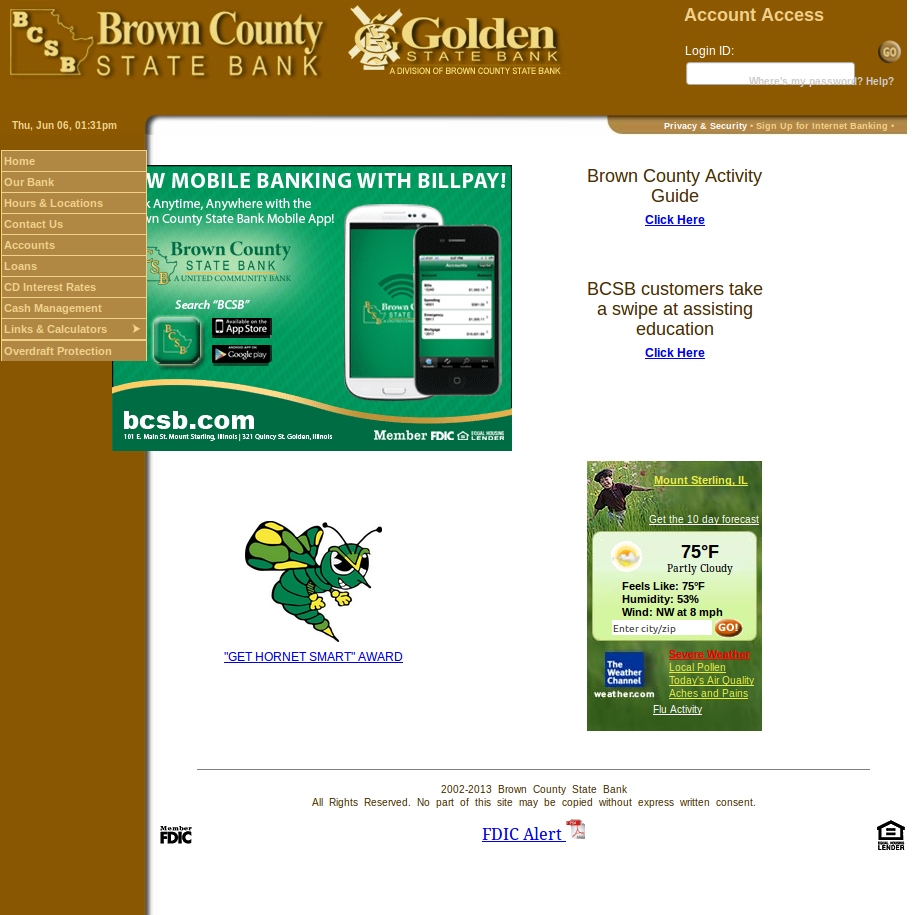 BCSB
Brown County
STATE BANK
Golden
STATE BANK
A DIVISION OF BROWN COUNTY STATE BANK
Account Access
Login ID:
GO
Where's my password? Help?
Thu, Jun 06, 01:31pm
Privacy & Security • Sign Up for Internet Banking •
Home
Our Bank
Hours & Locations
Contact Us
Accounts
Loans
CD Interest Rates
Cash Management
Links & Calculators
Overdraft Protection
W MOBILE BANKING WITH BILLPAY!
k Anytime, Anywhere with the
wn County State Bank Mobile App!
Brown County
STATE BANK
A UNITED COMMUNITY BANK
Search "BCSB"
BCSB
Available on the
App Store
ANDROID APP ON
Google play
bcsb.com
101 E. Main St. Mount Sterling, Illinois | 321 Quincy St. Golden, Illinois
Member FDIC EQUAL HOUSING
LENDER
Brown County Activity
Guide
Click Here
BCSB customers take
a swipe at assisting
education
Click Here
"GET HORNET SMART" AWARD
Mount Sterling, IL
Get the 10 day forecast
75°F
Partly Cloudy
Feels Like: 75°F
Humidity: 53%
Wind: NW at 8 mph
Enter city/zip
GO!
The
Weather
Channel
weather.com
Severe Weather
Local Pollen
Today's Air Quality
Aches and Pains
Flu Activity
2002-2013 Brown County State Bank
All Rights Reserved. No part of this site may be copied without express written consent.
Member
FDIC
FDIC Alert
EQUAL HOUSING
LENDER